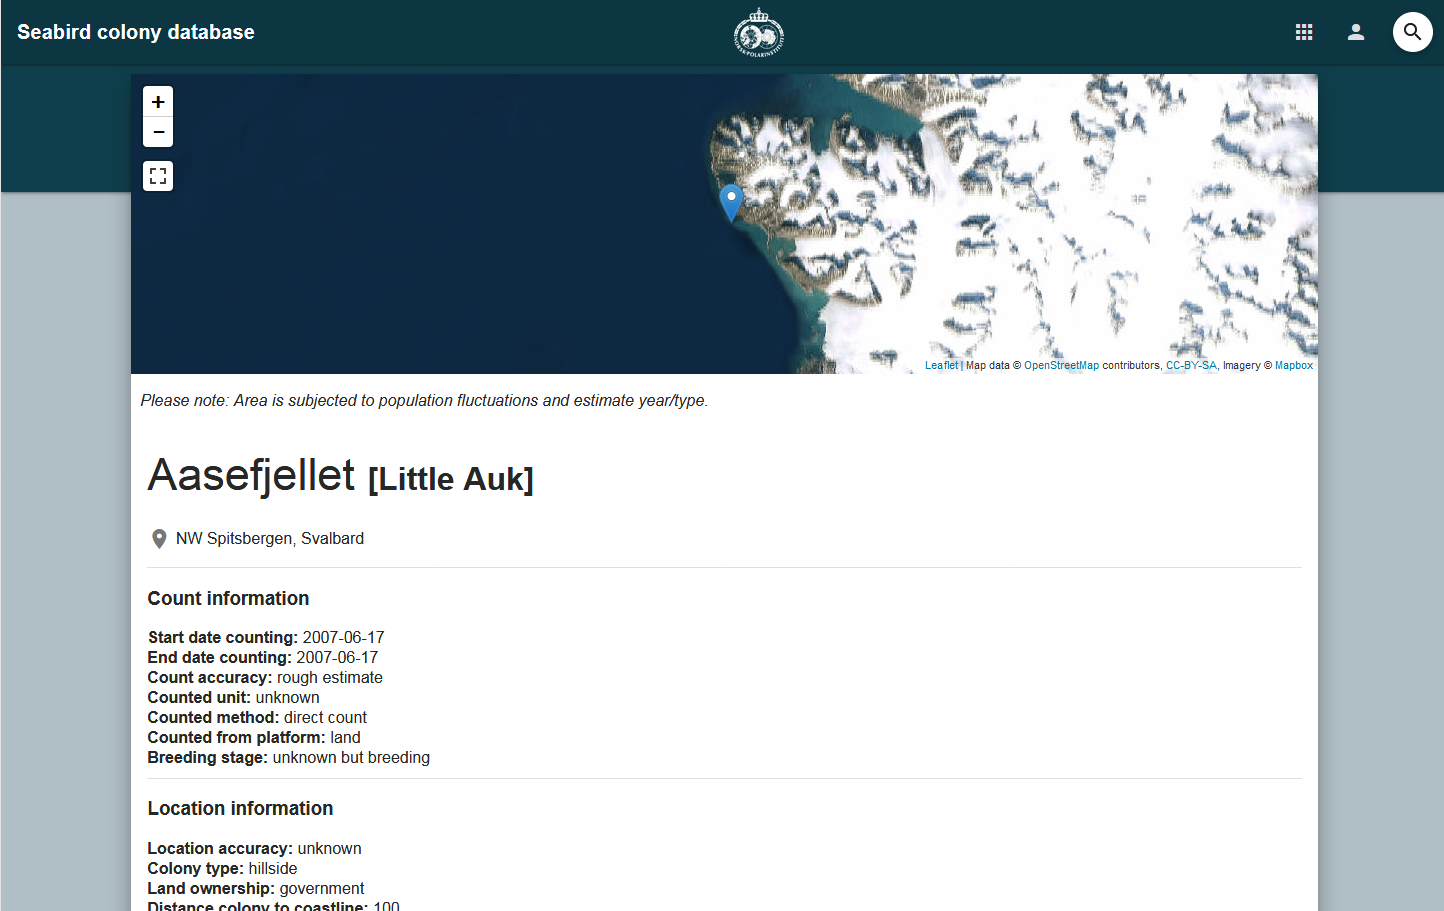 Seabird colony database
NORSK POLARINSTITUTT
+
−
Leaflet | Map data © OpenStreetMap contributors, CC-BY-SA, Imagery © Mapbox
Please note: Area is subjected to population fluctuations and estimate year/type.
Aasefjellet [Little Auk]
NW Spitsbergen, Svalbard
Count information
Start date counting: 2007-06-17
End date counting: 2007-06-17
Count accuracy: rough estimate
Counted unit: unknown
Counted method: direct count
Counted from platform: land
Breeding stage: unknown but breeding
Location information
Location accuracy: unknown
Colony type: hillside
Land ownership: government
Distance colony to coastline: 100